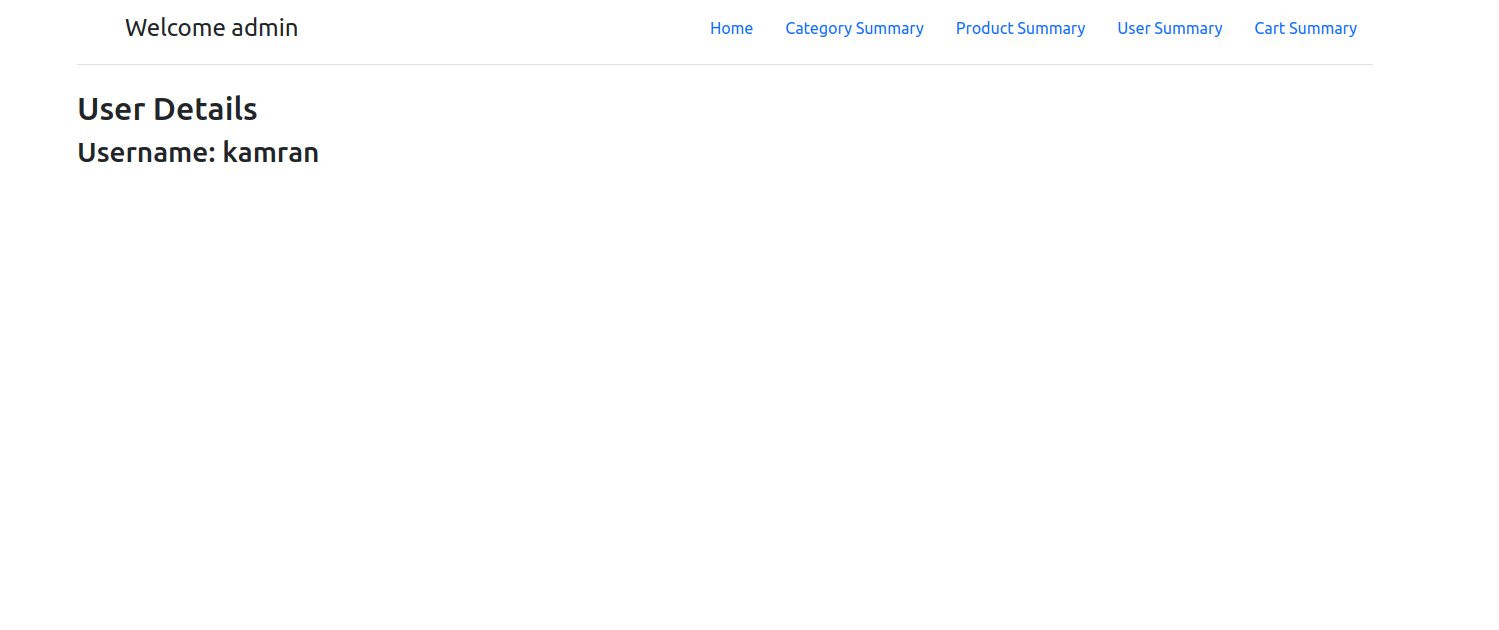 Welcome admin Home Category Summary Product Summary User Summary Cart Summary
User Details
Username: kamran